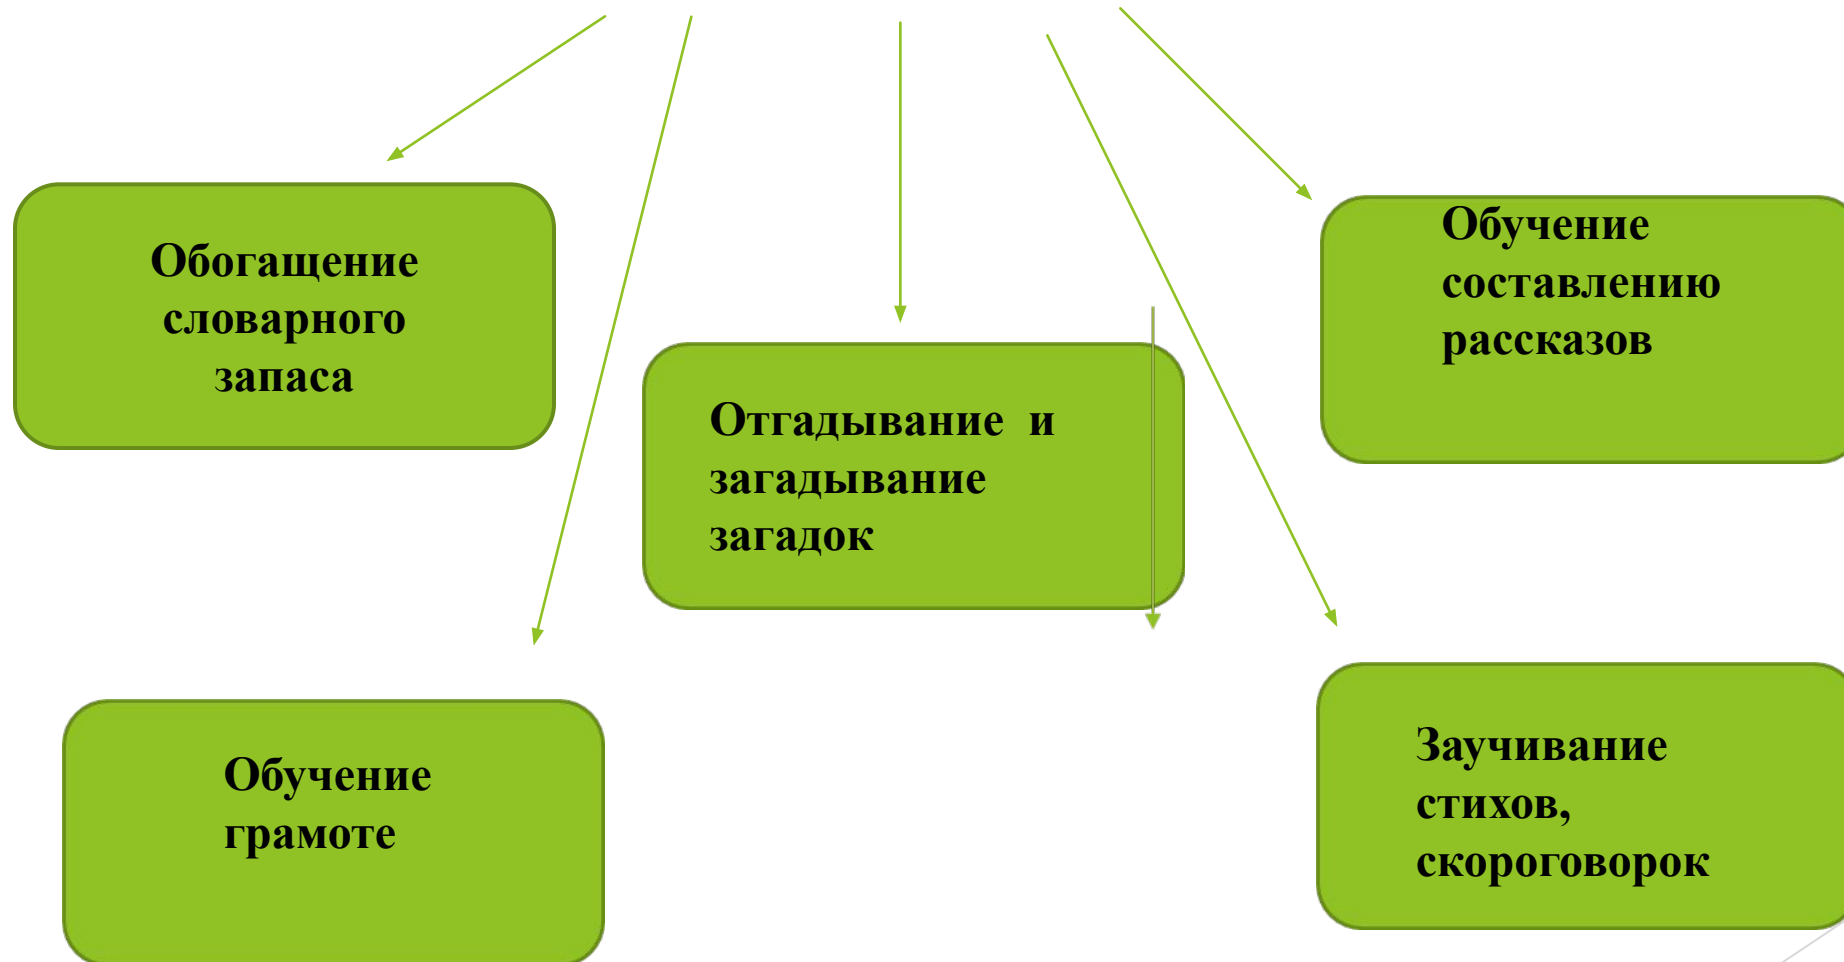 Обогащение
словарного
запаса
Обучение
составлению
рассказов
Отгадывание  и
загадывание
загадок
Обучение
грамоте
Заучивание
стихов,
скороговорок